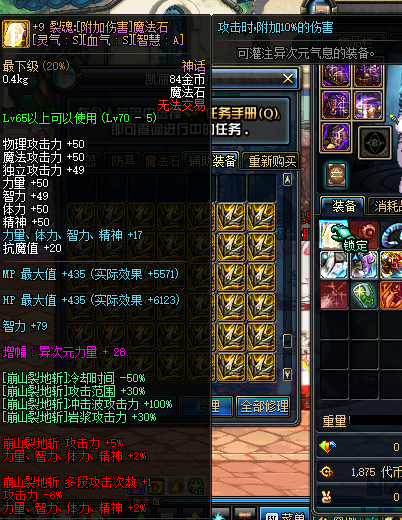 +9 裂魂:[附加伤害]魔法石
[灵气 : S][血气 : S][智慧 : A]
最下级 (20%)
神话
0.4kg
84金币
魔法石
无法交易
Lv65以上可以使用 (Lv70 - 5)
物理攻击力 +50
魔法攻击力 +50
独立攻击力 +49
力量 +50
智力 +49
体力 +50
精神 +50
力量、体力、智力、精神 +17
抗魔值 +20
MP 最大值 +435 (实际效果 +5571)
HP 最大值 +435 (实际效果 +6123)
智力 +79
增幅 : 异次元力量 + 28
[崩山裂地斩]冷却时间 -50%
[崩山裂地斩]攻击范围 +30%
[崩山裂地斩]冲击波攻击力 +100%
[崩山裂地斩]岩浆攻击力 +30%
崩山裂地斩 攻击力 +5%
力量、智力、体力、精神 +2%
崩山裂地斩 多段攻击次数 +1
攻击力 -6%
力量、智力、体力、精神 +2%
攻击时,附加10%的伤害
可灌注异次元气息的装备。
凯丽
任务手册(Q)
即可查询进行中的任务。
器
防具
魔法石
辅助装备
重新购买
修理
全部修理
装备
消耗品
锁定
重量
0
1,875 代币
0
菜单